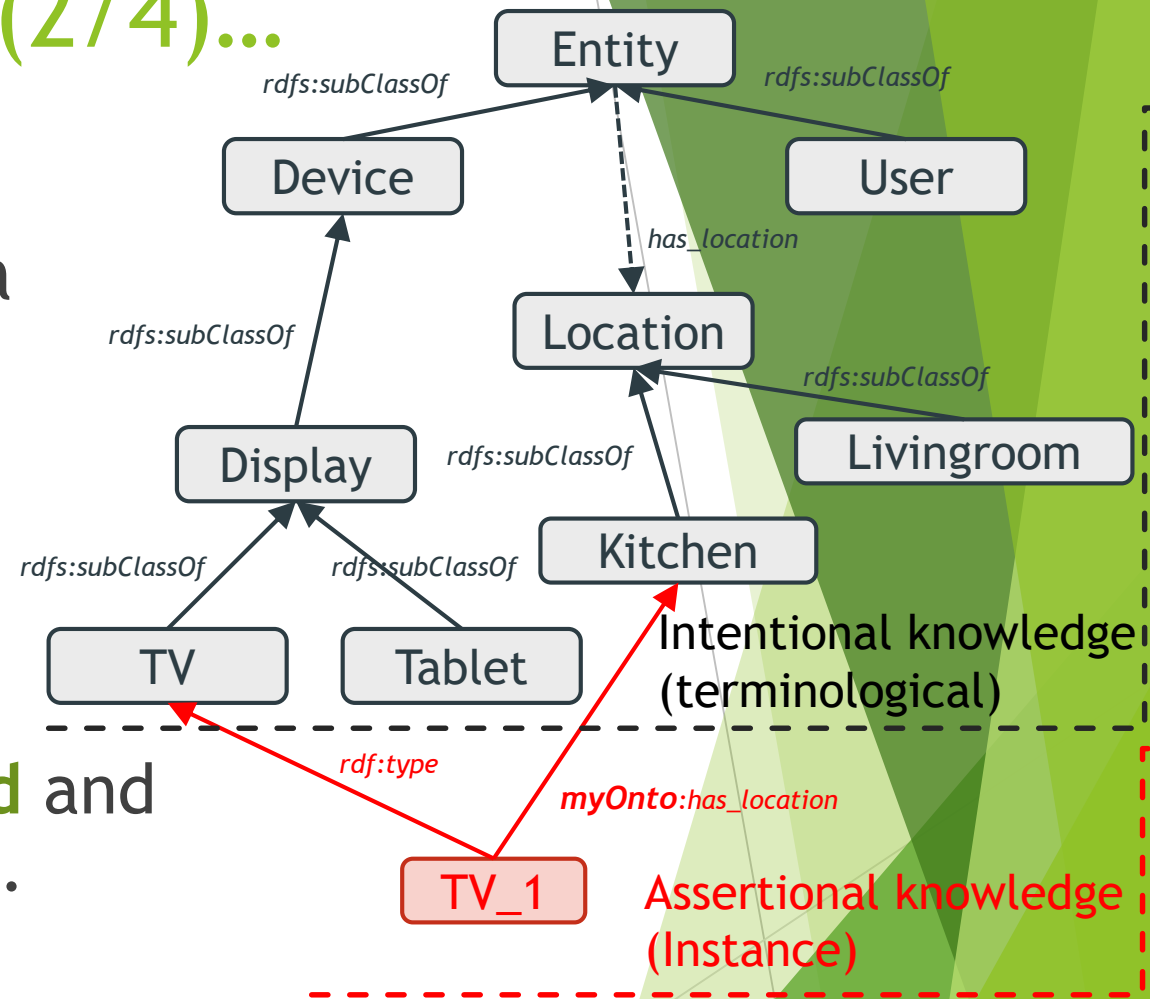 (2/4)...
Entity
rdfs:subClassOf
rdfs:subClassOf
Device
User
has_location
a
rdfs:subClassOf
Location
rdfs:subClassOf
Display
rdfs:subClassOf
Livingroom
Kitchen
rdfs:subClassOf
rdfs:subClassOf
TV
Tablet
Intentional knowledge
(terminological)
rdf:type
d and
myOnto:has_location
.
TV_1
Assertional knowledge
(Instance)